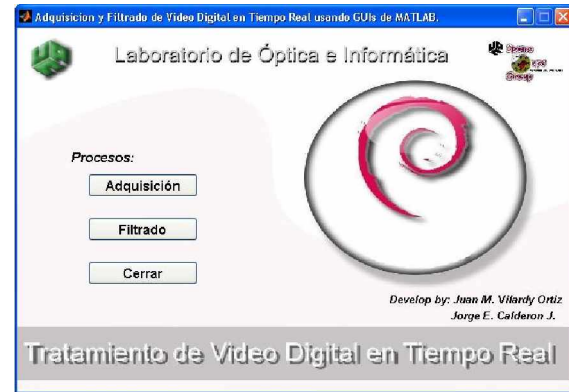 Adquisicion y Filtrado de Video Digital en Tiempo Real usando GUIs de MATLAB.
Laboratorio de Óptica e Informática
Procesos:
Adquisición
Filtrado
Cerrar
Develop by: Juan M. Vilardy Ortiz
Jorge E. Calderon J.
Tratamiento de Video Digital en Tiempo Real